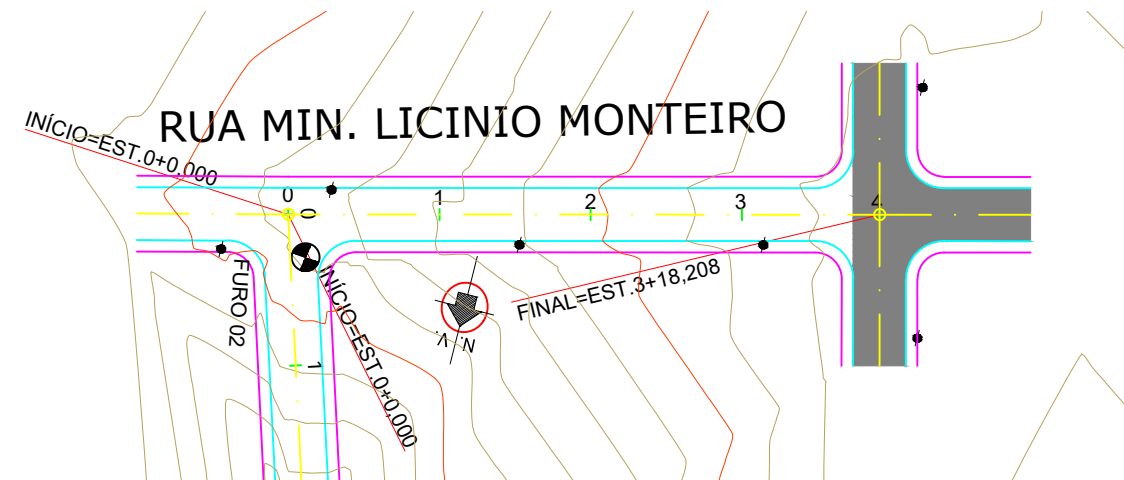 RUA MIN. LICINIO MONTEIRO
INÍCIO=EST.0+0,000
0
0
1
2
3
4
FURO 02
INÍCIO=EST.0+0,000
FINAL=EST.3+18,208
N. V.
1